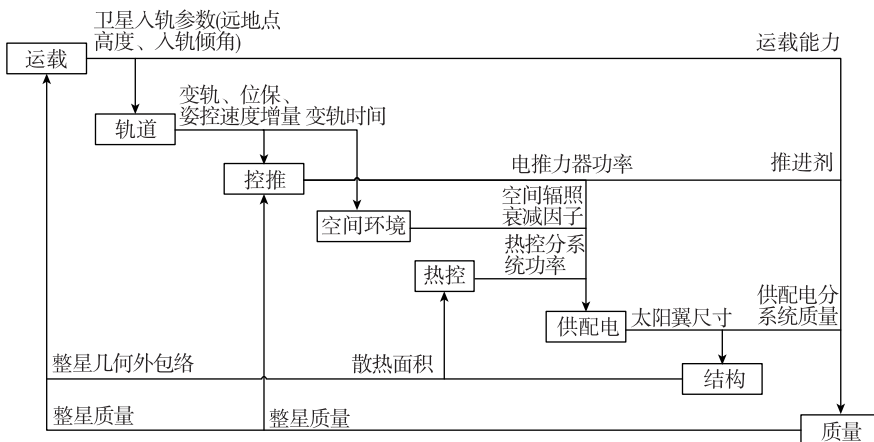 卫星入轨参数(远地点
高度、入轨倾角)
运载
运载能力
变轨、位保、
姿控速度增量 变轨时间
轨道
电推力器功率
推进剂
控推
空间辐照
衰减因子
空间环境
热控分系
统功率
热控
供配电分
系统质量
供配电
太阳翼尺寸
整星几何外包络
散热面积
结构
整星质量
整星质量
质量